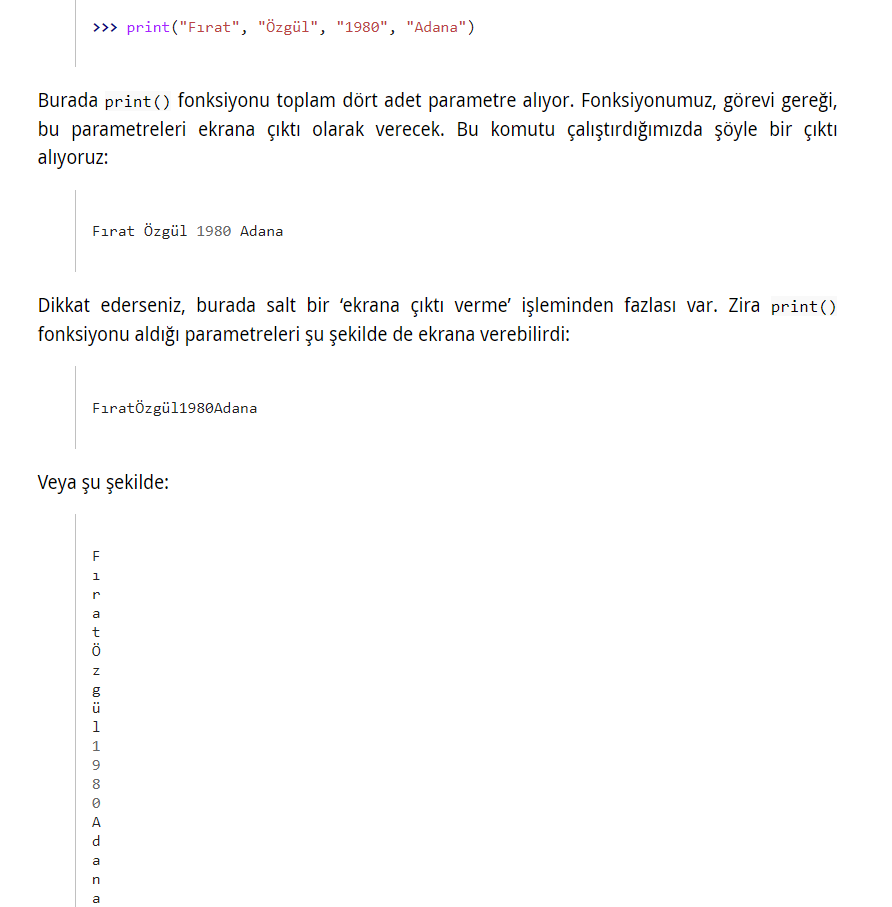 >>> print("Fırat", "Özgül", "1980", "Adana")
Burada print() fonksiyonu toplam dört adet parametre alıyor. Fonksiyonumuz, görevi gereği,
bu parametreleri ekrana çıktı olarak verecek. Bu komutu çalıştırdığımızda şöyle bir çıktı
alıyoruz:
Fırat Özgül 1980 Adana
Dikkat ederseniz, burada salt bir ‘ekrana çıktı verme’ işleminden fazlası var. Zira print()
fonksiyonu aldığı parametreleri şu şekilde de ekrana verebilirdi:
FıratÖzgül1980Adana
Veya şu şekilde:
F
ı
r
a
t
Ö
z
g
ü
l
1
9
8
0
A
d
a
n
a